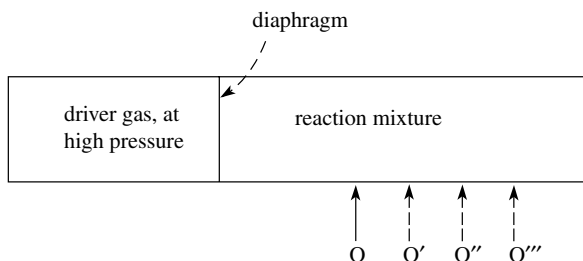 diaphragm
driver gas, at
high pressure
reaction mixture
O O′ O″ O‴